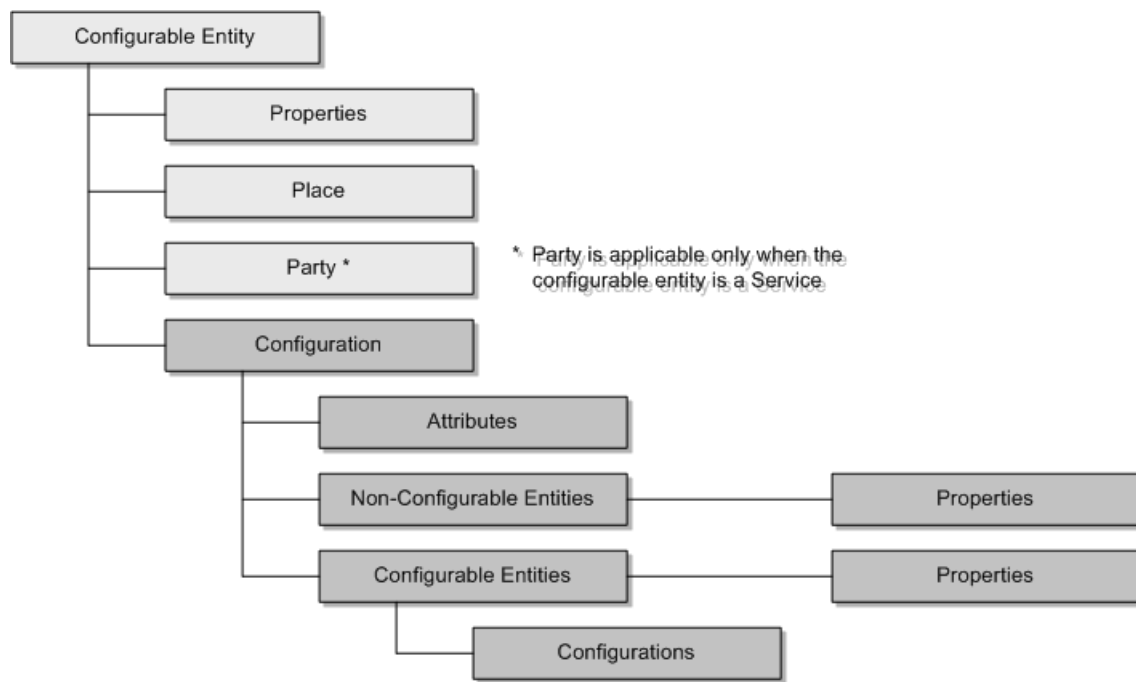 Configurable Entity
Properties
Place
Party *
* Party is applicable only when the
configurable entity is a Service
Configuration
Attributes
Non-Configurable Entities
Properties
Configurable Entities
Properties
Configurations